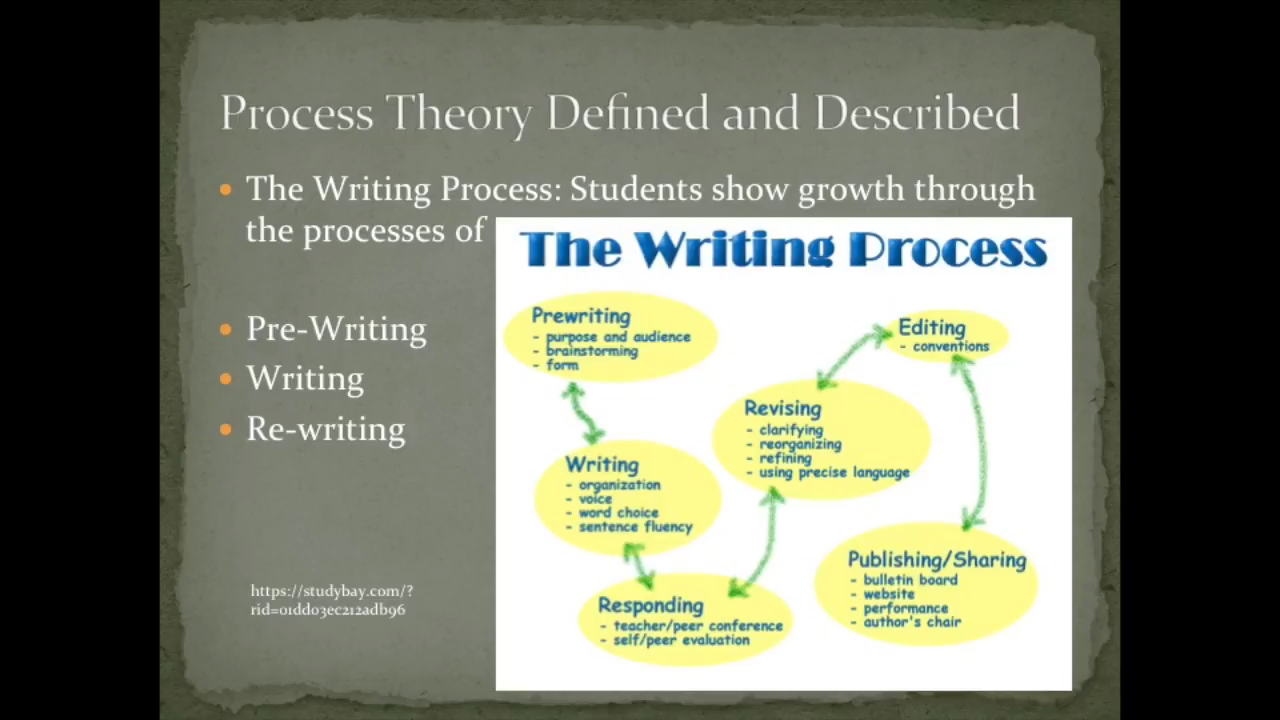 Process Theory Defined and Described
• The Writing Process: Students show growth through
the processes of
• Pre-Writing
• Writing
• Re-writing
https://studybay.com/?
rid=01dd03ec212adb96
The Writing Process
Prewriting
- purpose and audience
- brainstorming
- form
Writing
- organization
- voice
- word choice
- sentence fluency
Responding
- teacher/peer conference
- self/peer evaluation
Revising
- clarifying
- reorganizing
- refining
- using precise language
Editing
- conventions
Publishing/Sharing
- bulletin board
- website
- performance
- author's chair